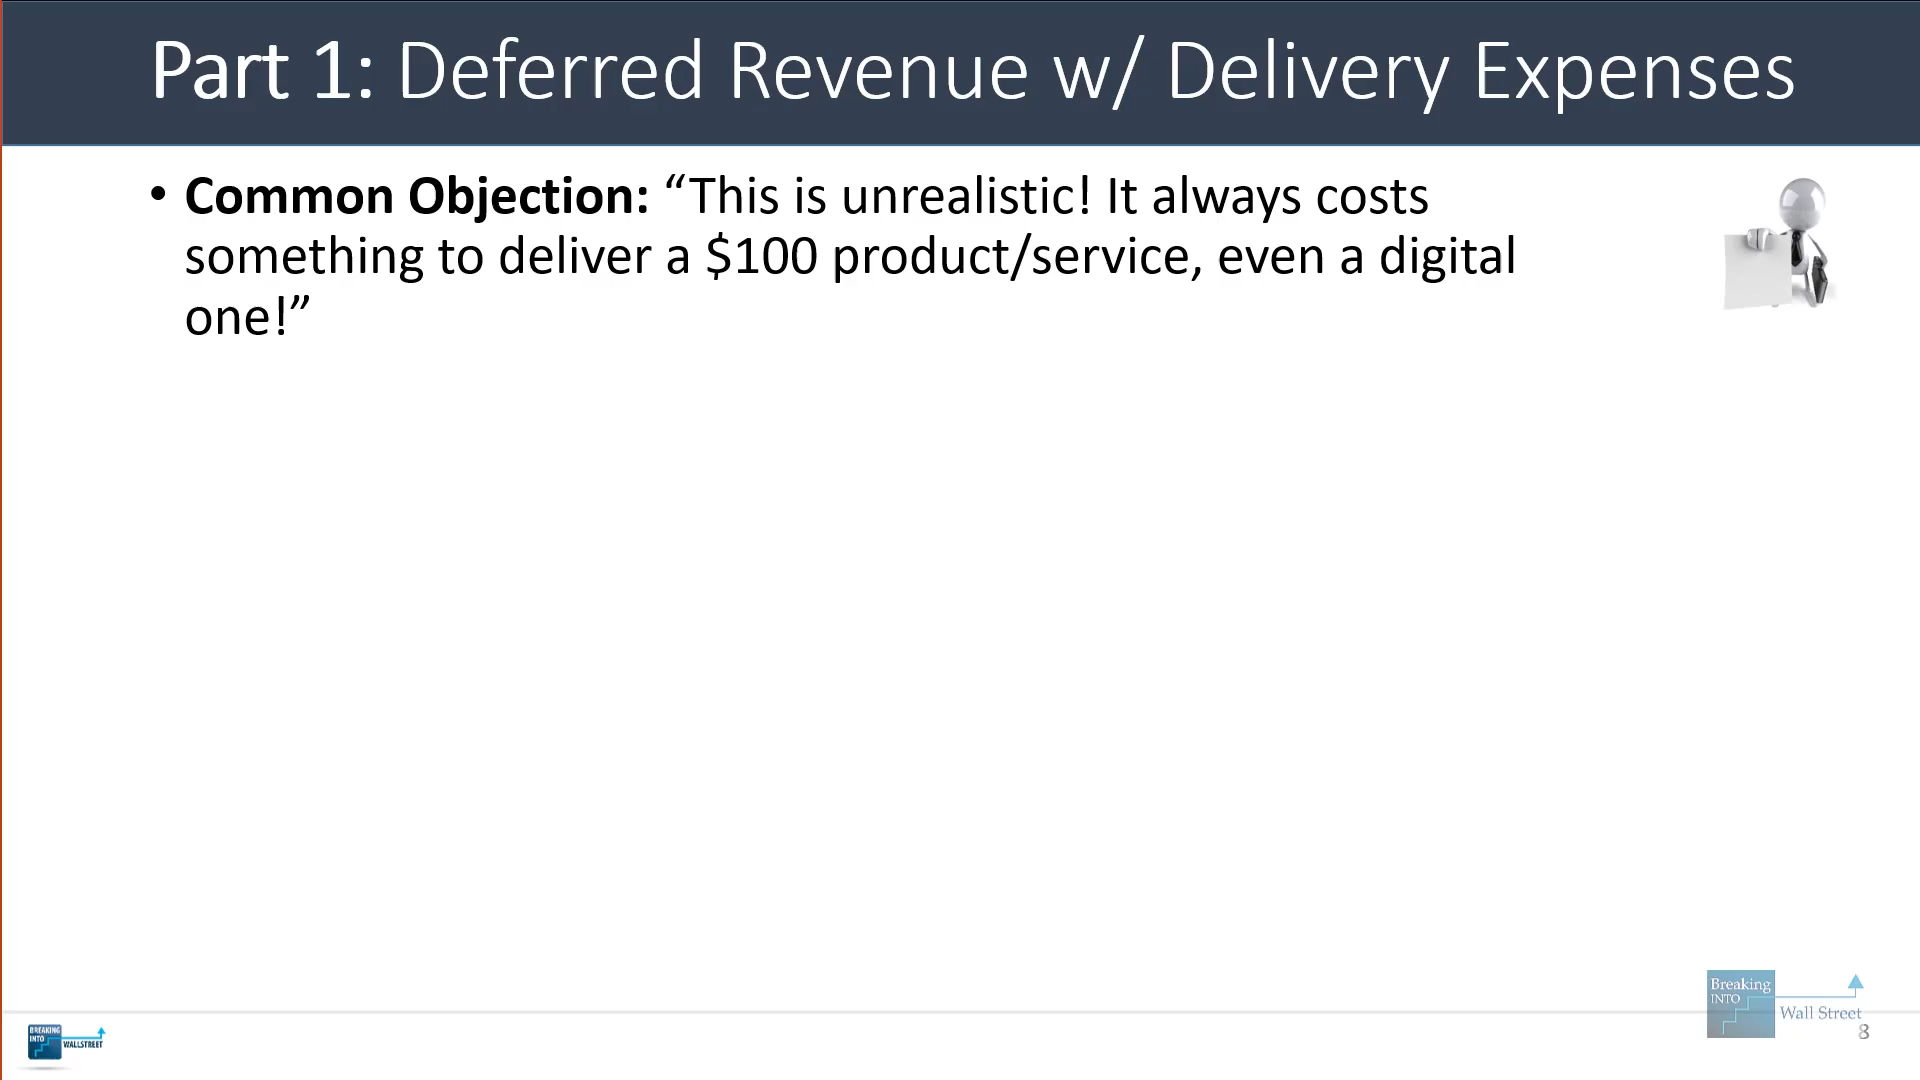 Part 1: Deferred Revenue w/ Delivery Expenses
• Common Objection: “This is unrealistic! It always costs
something to deliver a $100 product/service, even a digital
one!”
Breaking
INTO
Wall Street
8
BREAKING
INTO
WALLSTREET